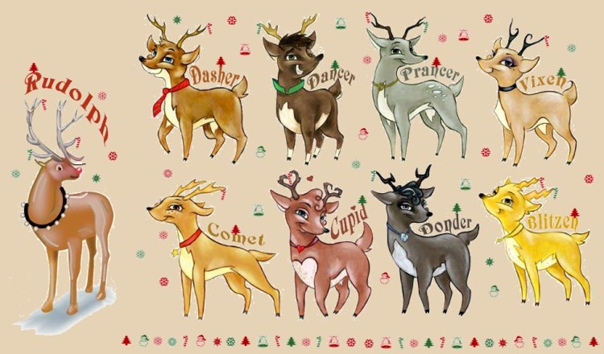 Rudolph
Dasher
Dancer
Prancer
Vixen
Comet
Cupid
Donder
Blitzen